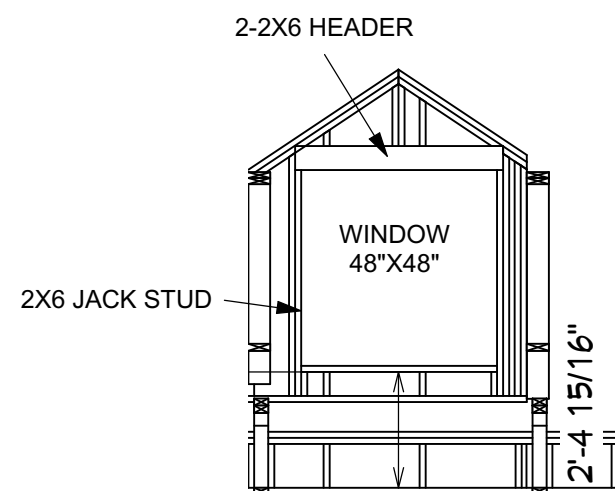 2-2X6 HEADER
WINDOW
48"X48"
2X6 JACK STUD
2'-4 15/16"